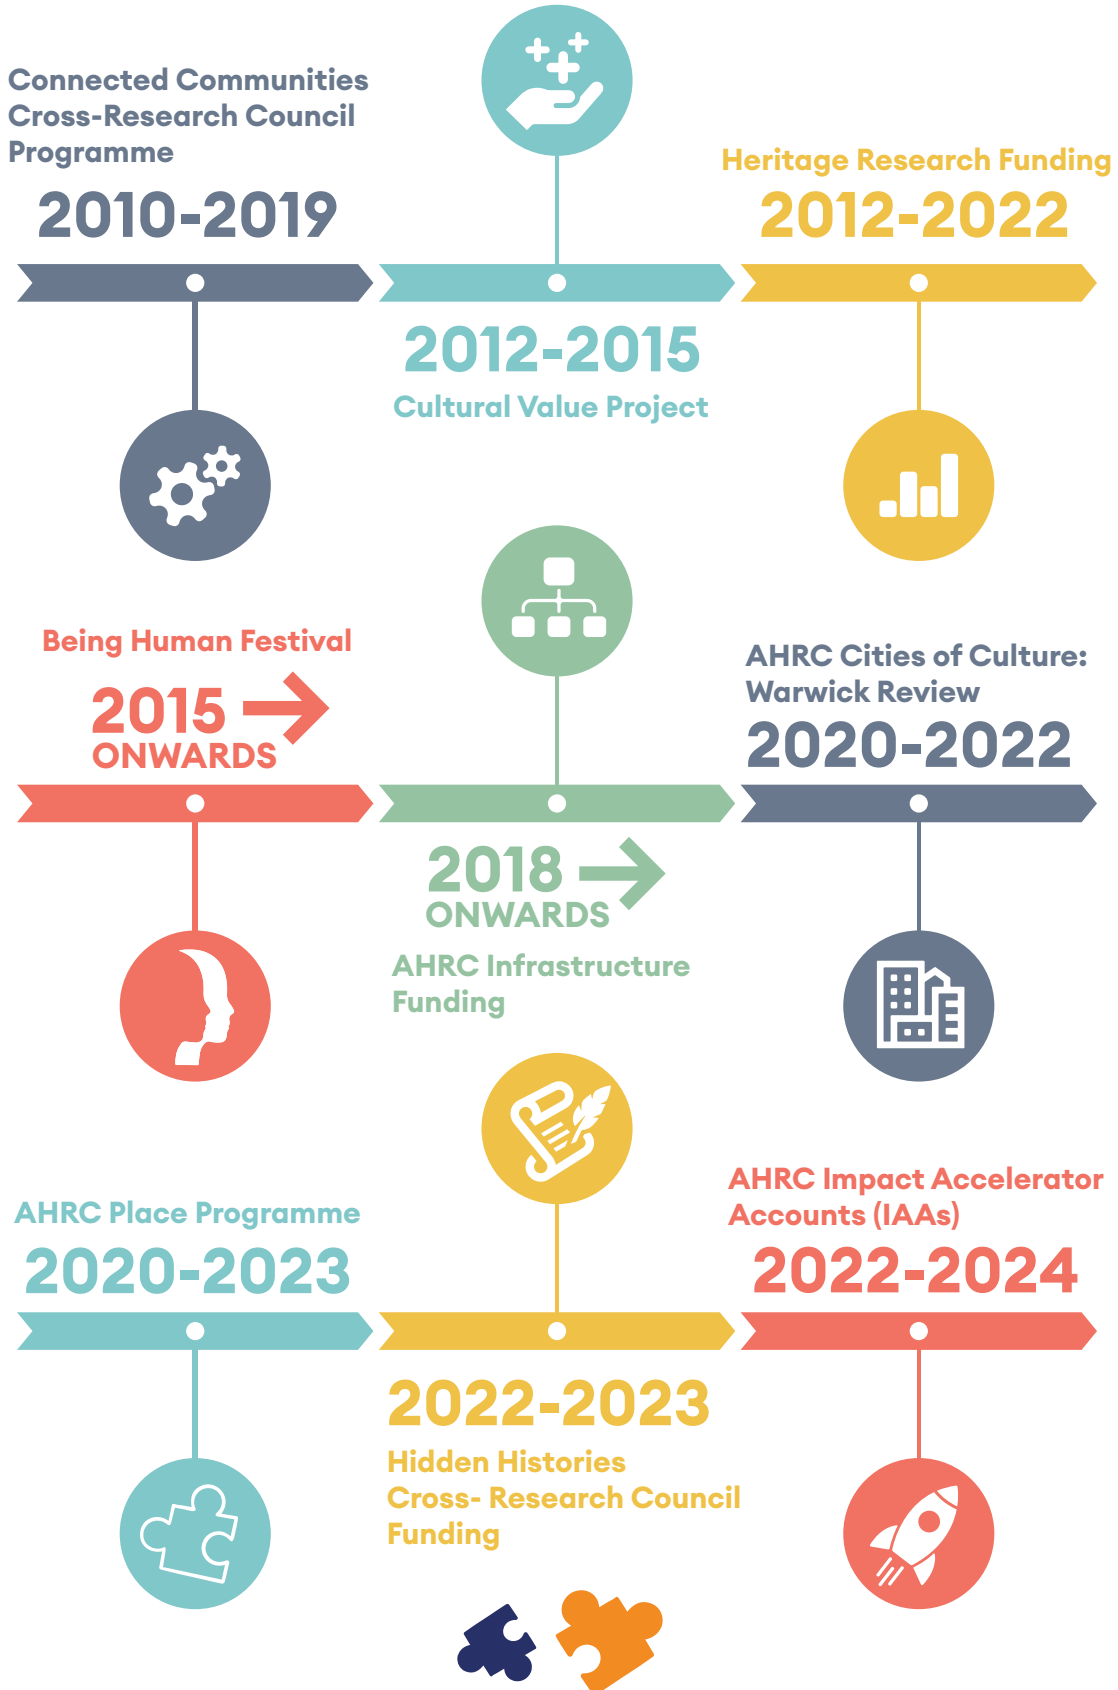 Connected Communities
Cross-Research Council
Programme
2010-2019
2012-2015
Cultural Value Project
Heritage Research Funding
2012-2022
Being Human Festival
2015
ONWARDS
2018
ONWARDS
AHRC Infrastructure
Funding
AHRC Cities of Culture:
Warwick Review
2020-2022
AHRC Place Programme
2020-2023
2022-2023
Hidden Histories
Cross- Research Council
Funding
AHRC Impact Accelerator
Accounts (IAAs)
2022-2024